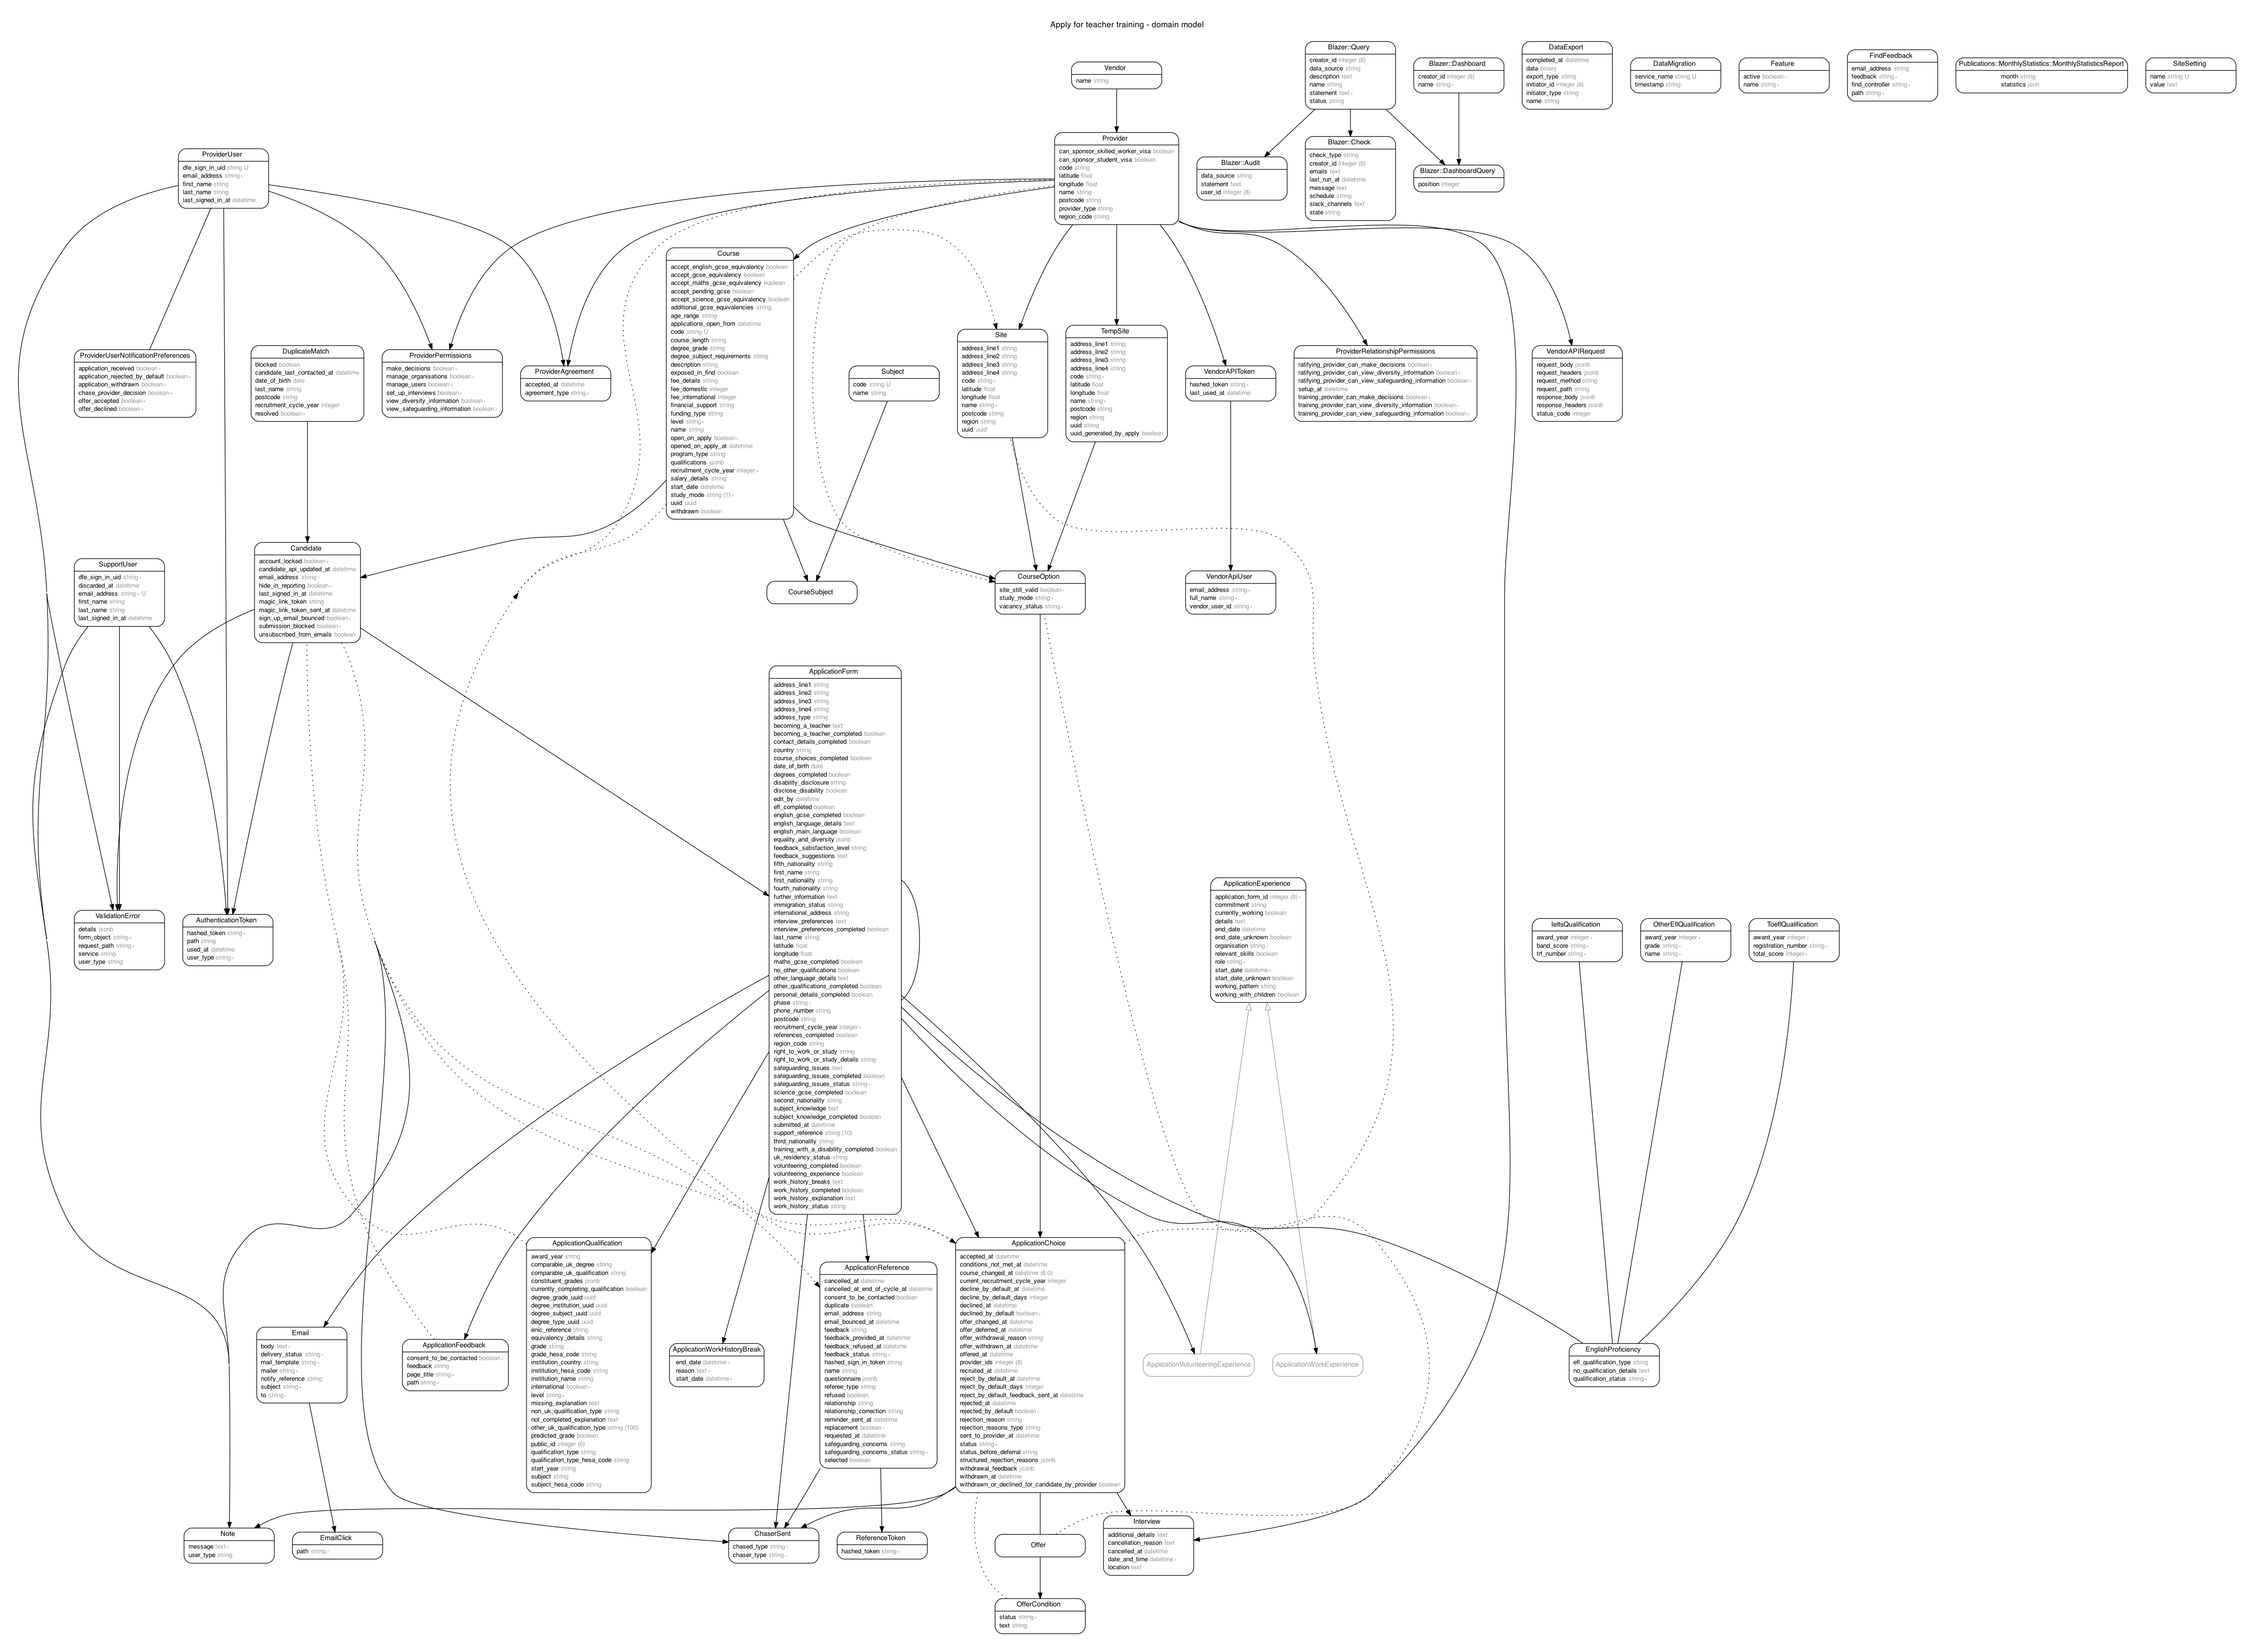 Apply for teacher training - domain model
Vendor
name string
Blazer::Query
creator_id integer (8)
data_source string
description text
name string
statement text ∗
status string
Blazer::Dashboard
creator_id integer (8)
name string ∗
DataExport
completed_at datetime
data binary
export_type string
initiator_id integer (8)
initiator_type string
name string
DataMigration
service_name string U
timestamp string
Feature
active boolean ∗
name string ∗
FindFeedback
email_address string
feedback string ∗
find_controller string ∗
path string ∗
Publications::MonthlyStatistics::MonthlyStatisticsReport
month string
statistics json
SiteSetting
name string U
value text
Provider
can_sponsor_skilled_worker_visa boolean
can_sponsor_student_visa boolean
code string
latitude float
longitude float
name string
postcode string
provider_type string
region_code string
Blazer::Audit
data_source string
statement text
user_id integer (8)
Blazer::Check
check_type string
creator_id integer (8)
emails text
last_run_at datetime
message text
schedule string
slack_channels text
state string
Blazer::DashboardQuery
position integer
ProviderUser
dfe_sign_in_uid string U
email_address string ∗
first_name string
last_name string
last_signed_in_at datetime
Course
accept_english_gcse_equivalency boolean
accept_gcse_equivalency boolean
accept_maths_gcse_equivalency boolean
accept_pending_gcse boolean
accept_science_gcse_equivalency boolean
additional_gcse_equivalencies string
age_range string
applications_open_from datetime
code string U
course_length string
degree_grade string
degree_subject_requirements string
description string
exposed_in_find boolean
fee_details string
fee_domestic integer
fee_international integer
financial_support string
funding_type string
level string ∗
name string
open_on_apply boolean ∗
opened_on_apply_at datetime
program_type string
qualifications jsonb
recruitment_cycle_year integer ∗
salary_details string
start_date datetime
study_mode string (1) ∗
uuid uuid
withdrawn boolean
ProviderUserNotificationPreferences
application_received boolean ∗
application_rejected_by_default boolean ∗
application_withdrawn boolean ∗
chase_provider_decision boolean ∗
offer_accepted boolean ∗
offer_declined boolean ∗
DuplicateMatch
blocked boolean
candidate_last_contacted_at datetime
date_of_birth date
last_name string
postcode string
recruitment_cycle_year integer
resolved boolean ∗
ProviderPermissions
make_decisions boolean ∗
manage_organisations boolean ∗
manage_users boolean ∗
set_up_interviews boolean ∗
view_diversity_information boolean ∗
view_safeguarding_information boolean ∗
ProviderAgreement
accepted_at datetime
agreement_type string ∗
Subject
code string U
name string
Site
address_line1 string
address_line2 string
address_line3 string
address_line4 string
code string ∗
latitude float
longitude float
name string ∗
postcode string
region string
uuid uuid
TempSite
address_line1 string
address_line2 string
address_line3 string
address_line4 string
code string ∗
latitude float
longitude float
name string ∗
postcode string
region string
uuid string
uuid_generated_by_apply boolean
VendorAPIToken
hashed_token string ∗
last_used_at datetime
ProviderRelationshipPermissions
ratifying_provider_can_make_decisions boolean ∗
ratifying_provider_can_view_diversity_information boolean ∗
ratifying_provider_can_view_safeguarding_information boolean ∗
setup_at datetime
training_provider_can_make_decisions boolean ∗
training_provider_can_view_diversity_information boolean ∗
training_provider_can_view_safeguarding_information boolean ∗
VendorAPIRequest
request_body jsonb
request_headers jsonb
request_method string
request_path string
response_body jsonb
response_headers jsonb
status_code integer
SupportUser
dfe_sign_in_uid string ∗
discarded_at datetime
email_address string ∗ U
first_name string
last_name string
last_signed_in_at datetime
Candidate
account_locked boolean ∗
candidate_api_updated_at datetime
email_address string ∗
hide_in_reporting boolean ∗
last_signed_in_at datetime
magic_link_token string
magic_link_token_sent_at datetime
sign_up_email_bounced boolean ∗
submission_blocked boolean ∗
unsubscribed_from_emails boolean
CourseSubject
CourseOption
site_still_valid boolean ∗
study_mode string ∗
vacancy_status string ∗
VendorApiUser
email_address string ∗
full_name string ∗
vendor_user_id string ∗
ApplicationForm
address_line1 string
address_line2 string
address_line3 string
address_line4 string
address_type string
becoming_a_teacher text
becoming_a_teacher_completed boolean
contact_details_completed boolean
country string
course_choices_completed boolean
date_of_birth date
degrees_completed boolean
disability_disclosure string
disclose_disability boolean
edit_by datetime
efl_completed boolean
english_gcse_completed boolean
english_language_details text
english_main_language boolean
equality_and_diversity jsonb
feedback_satisfaction_level string
feedback_suggestions text
fifth_nationality string
first_name string
first_nationality string
fourth_nationality string
further_information text
immigration_status string
international_address string
interview_preferences text
interview_preferences_completed boolean
last_name string
latitude float
longitude float
maths_gcse_completed boolean
no_other_qualifications boolean
other_language_details text
other_qualifications_completed boolean
personal_details_completed boolean
phase string ∗
phone_number string
postcode string
recruitment_cycle_year integer ∗
references_completed boolean
region_code string
right_to_work_or_study string
right_to_work_or_study_details string
safeguarding_issues text
safeguarding_issues_completed boolean
safeguarding_issues_status string ∗
science_gcse_completed boolean
second_nationality string
subject_knowledge text
subject_knowledge_completed boolean
submitted_at datetime
support_reference string (10)
third_nationality string
training_with_a_disability_completed boolean
uk_residency_status string
volunteering_completed boolean
volunteering_experience boolean
work_history_breaks text
work_history_completed boolean
work_history_explanation text
work_history_status string
ValidationError
details jsonb
form_object string ∗
request_path string ∗
service string
user_type string
AuthenticationToken
hashed_token string ∗
path string
used_at datetime
user_type string ∗
ApplicationExperience
application_form_id integer (8) ∗
commitment string
currently_working boolean
details text
end_date datetime
end_date_unknown boolean
organisation string ∗
relevant_skills boolean
role string ∗
start_date datetime ∗
start_date_unknown boolean
working_pattern string
working_with_children boolean
IeltsQualification
award_year integer ∗
band_score string ∗
trf_number string ∗
OtherEflQualification
award_year integer ∗
grade string ∗
name string ∗
ToeflQualification
award_year integer ∗
registration_number string ∗
total_score integer ∗
Email
body text ∗
delivery_status string ∗
mail_template string ∗
mailer string ∗
notify_reference string
subject string ∗
to string ∗
ApplicationFeedback
consent_to_be_contacted boolean ∗
feedback string
page_title string ∗
path string ∗
ApplicationQualification
award_year string
comparable_uk_degree string
comparable_uk_qualification string
constituent_grades jsonb
currently_completing_qualification boolean
degree_grade_uuid uuid
degree_institution_uuid uuid
degree_subject_uuid uuid
degree_type_uuid uuid
enic_reference string
equivalency_details string
grade string
grade_hesa_code string
institution_country string
institution_hesa_code string
institution_name string
international boolean ∗
level string ∗
missing_explanation text
non_uk_qualification_type string
not_completed_explanation text
other_uk_qualification_type string (100)
predicted_grade boolean
public_id integer (8)
qualification_type string
qualification_type_hesa_code string
start_year string
subject string
subject_hesa_code string
ApplicationWorkHistoryBreak
end_date datetime ∗
reason text ∗
start_date datetime ∗
ApplicationReference
cancelled_at datetime
cancelled_at_end_of_cycle_at datetime
consent_to_be_contacted boolean
duplicate boolean
email_address string
email_bounced_at datetime
feedback string
feedback_provided_at datetime
feedback_refused_at datetime
feedback_status string ∗
hashed_sign_in_token string
name string
questionnaire jsonb
referee_type string
refused boolean
relationship string
relationship_correction string
reminder_sent_at datetime
replacement boolean ∗
requested_at datetime
safeguarding_concerns string
safeguarding_concerns_status string ∗
selected boolean
ApplicationChoice
accepted_at datetime
conditions_not_met_at datetime
course_changed_at datetime (6,0)
current_recruitment_cycle_year integer
decline_by_default_at datetime
decline_by_default_days integer
declined_at datetime
declined_by_default boolean ∗
offer_changed_at datetime
offer_deferred_at datetime
offer_withdrawal_reason string
offer_withdrawn_at datetime
offered_at datetime
provider_ids integer (8)
recruited_at datetime
reject_by_default_at datetime
reject_by_default_days integer
reject_by_default_feedback_sent_at datetime
rejected_at datetime
rejected_by_default boolean ∗
rejection_reason string
rejection_reasons_type string
sent_to_provider_at datetime
status string ∗
status_before_deferral string
structured_rejection_reasons jsonb
withdrawal_feedback jsonb
withdrawn_at datetime
withdrawn_or_declined_for_candidate_by_provider boolean
ApplicationVolunteeringExperience
ApplicationWorkExperience
EnglishProficiency
efl_qualification_type string
no_qualification_details text
qualification_status string ∗
Note
message text ∗
user_type string
EmailClick
path string ∗
ChaserSent
chased_type string ∗
chaser_type string ∗
ReferenceToken
hashed_token string ∗
Offer
Interview
additional_details text
cancellation_reason text
cancelled_at datetime
date_and_time datetime ∗
location text
OfferCondition
status string ∗
text string